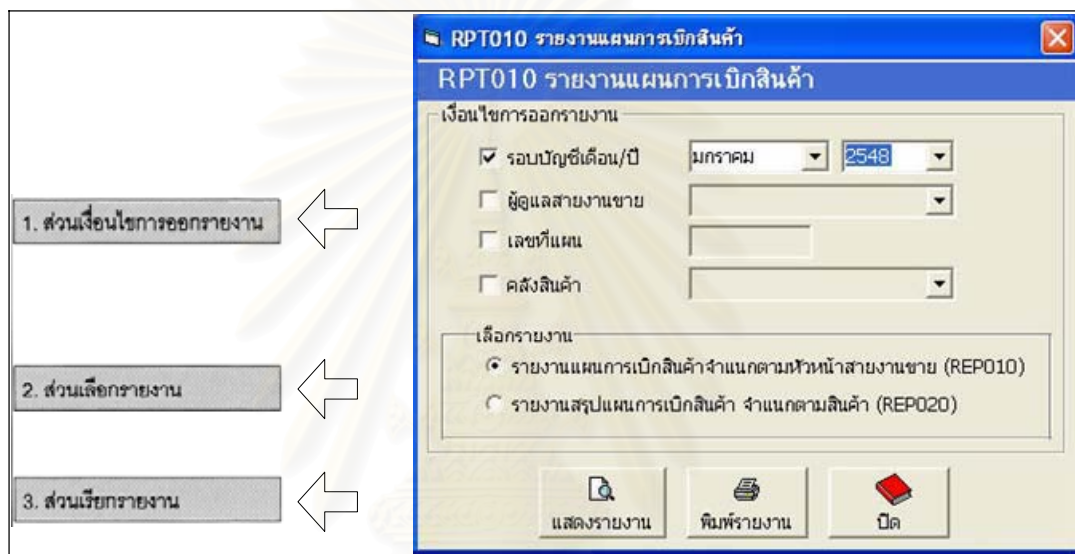 RPT010 รายงานแผนการเบิกสินค้า
RPT010 รายงานแผนการเบิกสินค้า
เงื่อนไขการออกรายงาน
รอบบัญชีเดือน/ปี มกราคม 2548
ผู้ดูแลสายงานขาย
เลขที่แผน
คลังสินค้า
เลือกรายงาน
รายงานแผนการเบิกสินค้าจำแนกตามหัวหน้าสายงานขาย (REP010)
รายงานสรุปแผนการเบิกสินค้า จำแนกตามสินค้า (REP020)
แสดงรายงาน พิมพ์รายงาน ปิด
1. ส่วนเงื่อนไขการออกรายงาน
2. ส่วนเลือกรายงาน
3. ส่วนเรียกรายงาน